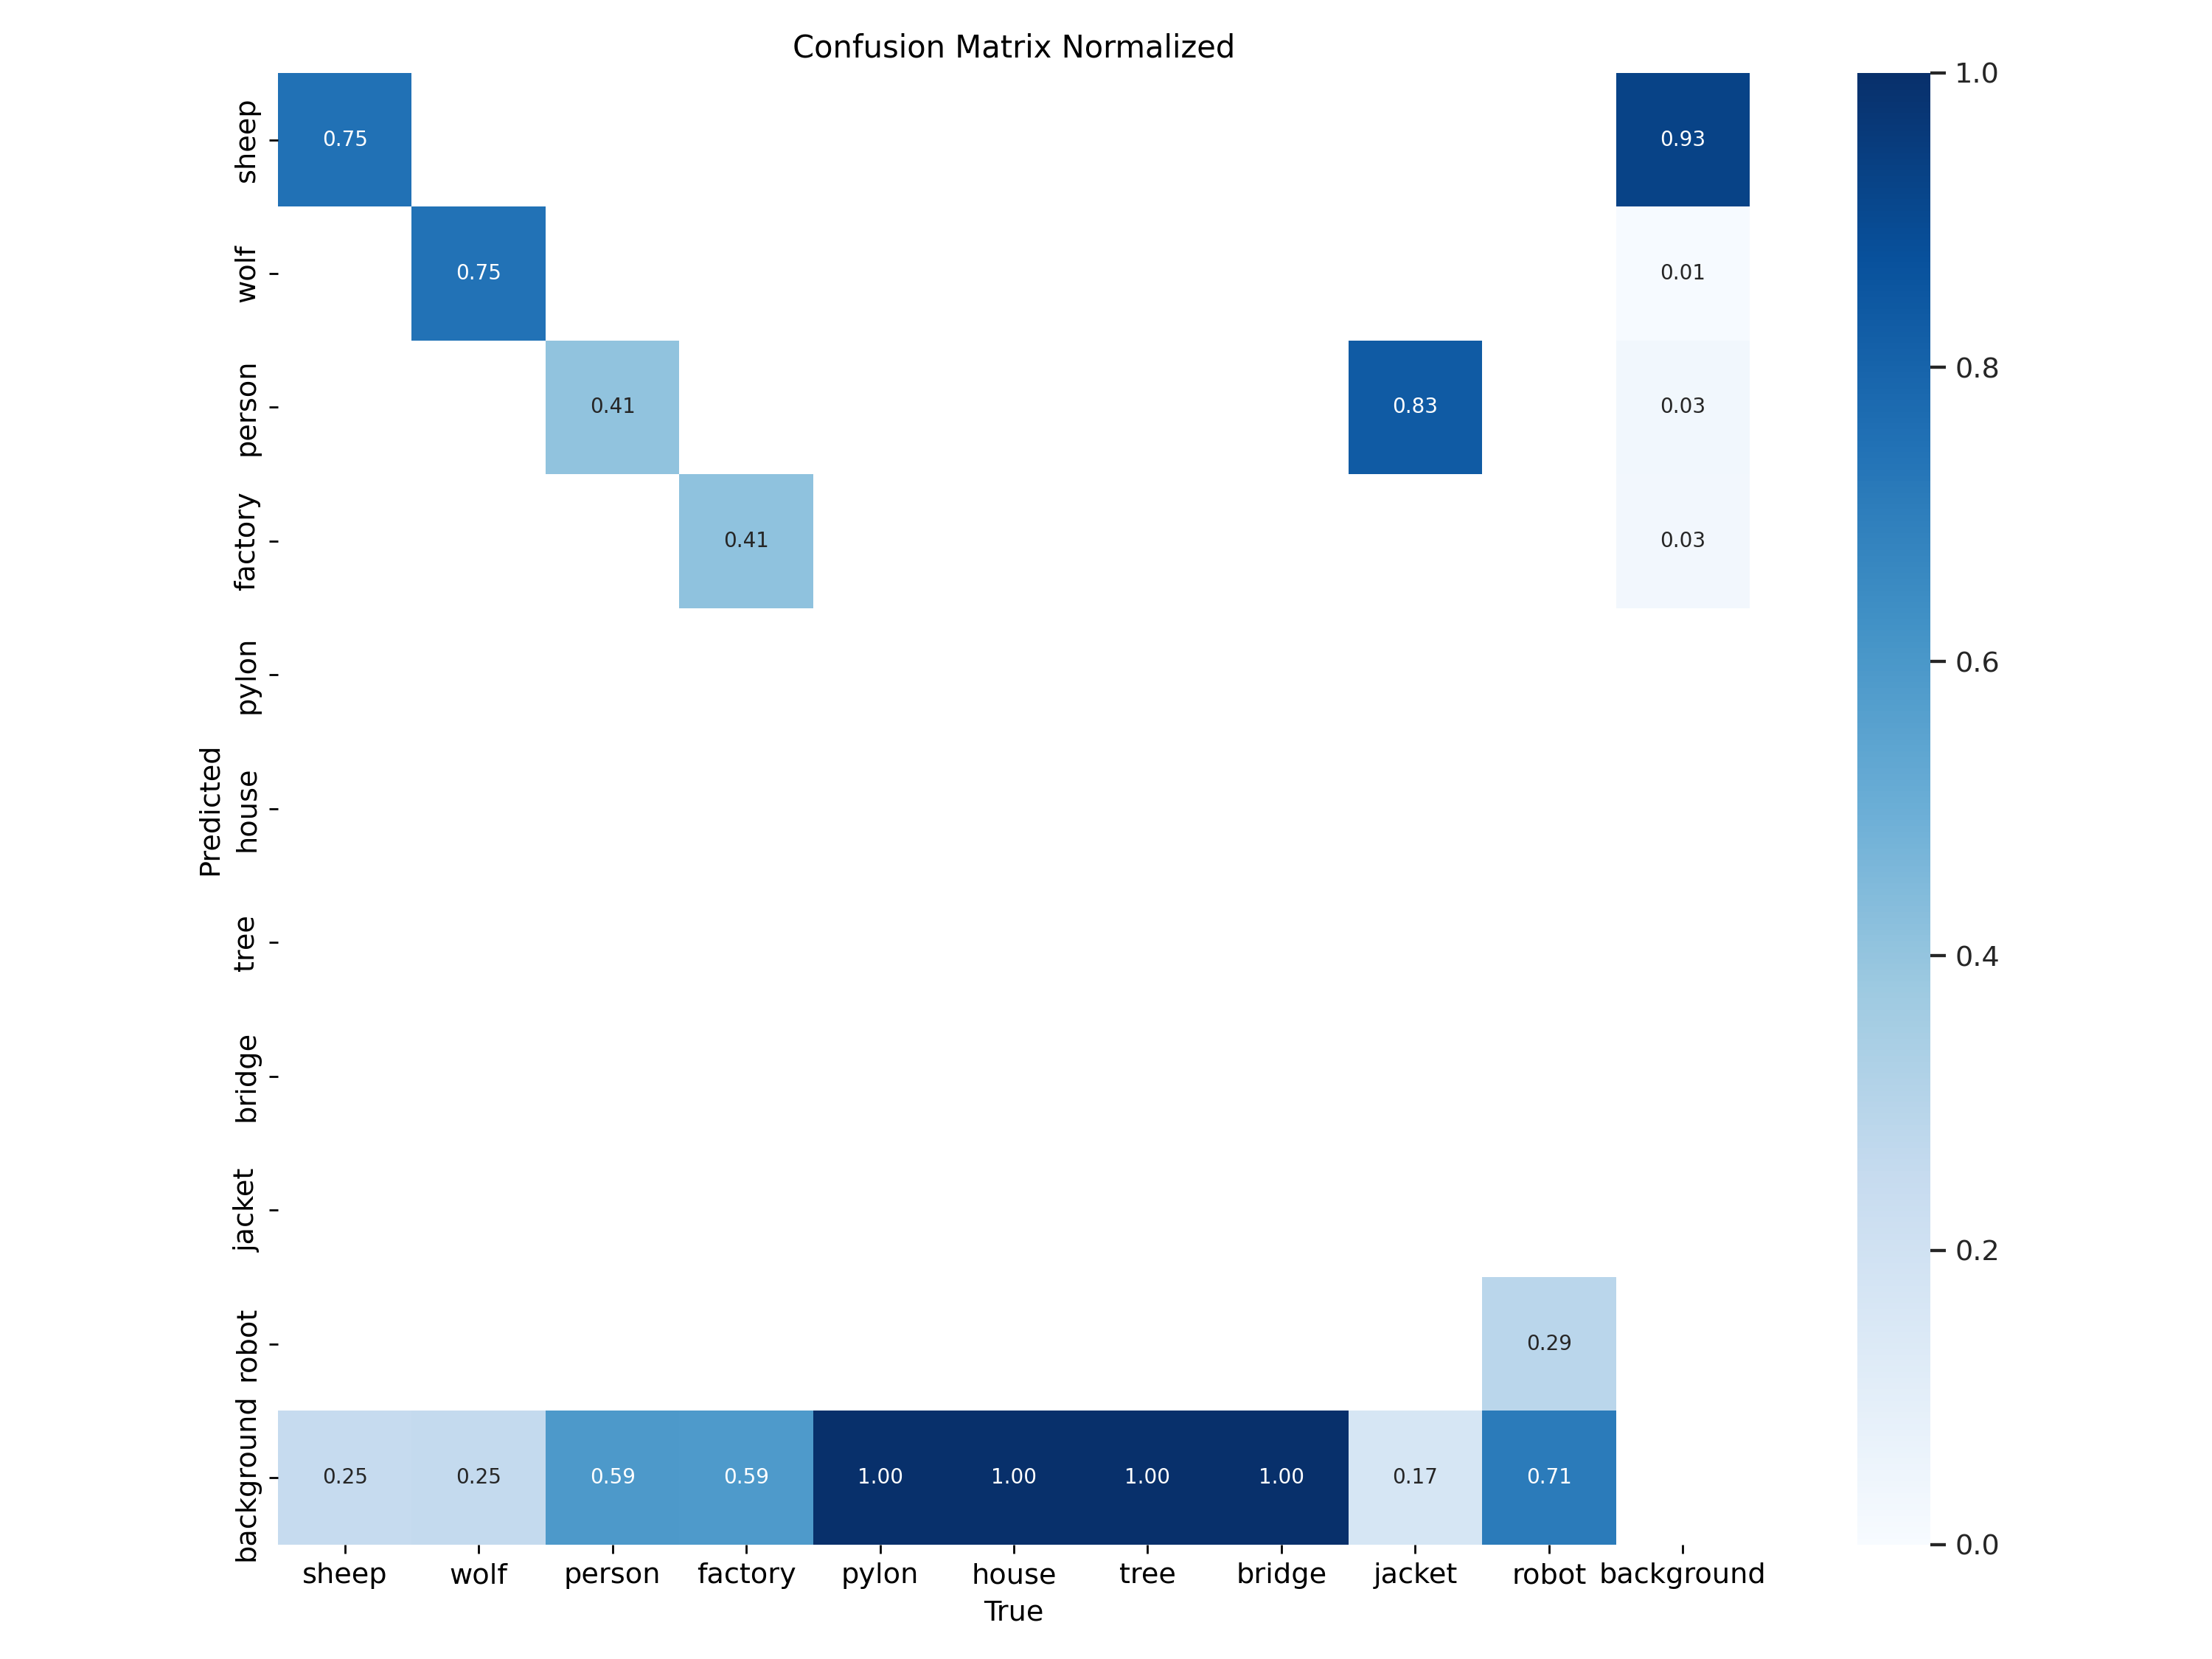 Confusion Matrix Normalized
sheep
0.75
0.93
1.0
wolf
0.75
0.01
0.8
person
0.41
0.83
0.03
factory
0.41
0.03
0.6
pylon
Predicted
house
tree
0.4
bridge
jacket
0.2
robot
0.29
background
0.25 0.25 0.59 0.59 1.00 1.00 1.00 1.00 0.17 0.71
0.0
sheep wolf person factory pylon house tree bridge jacket robot background
True